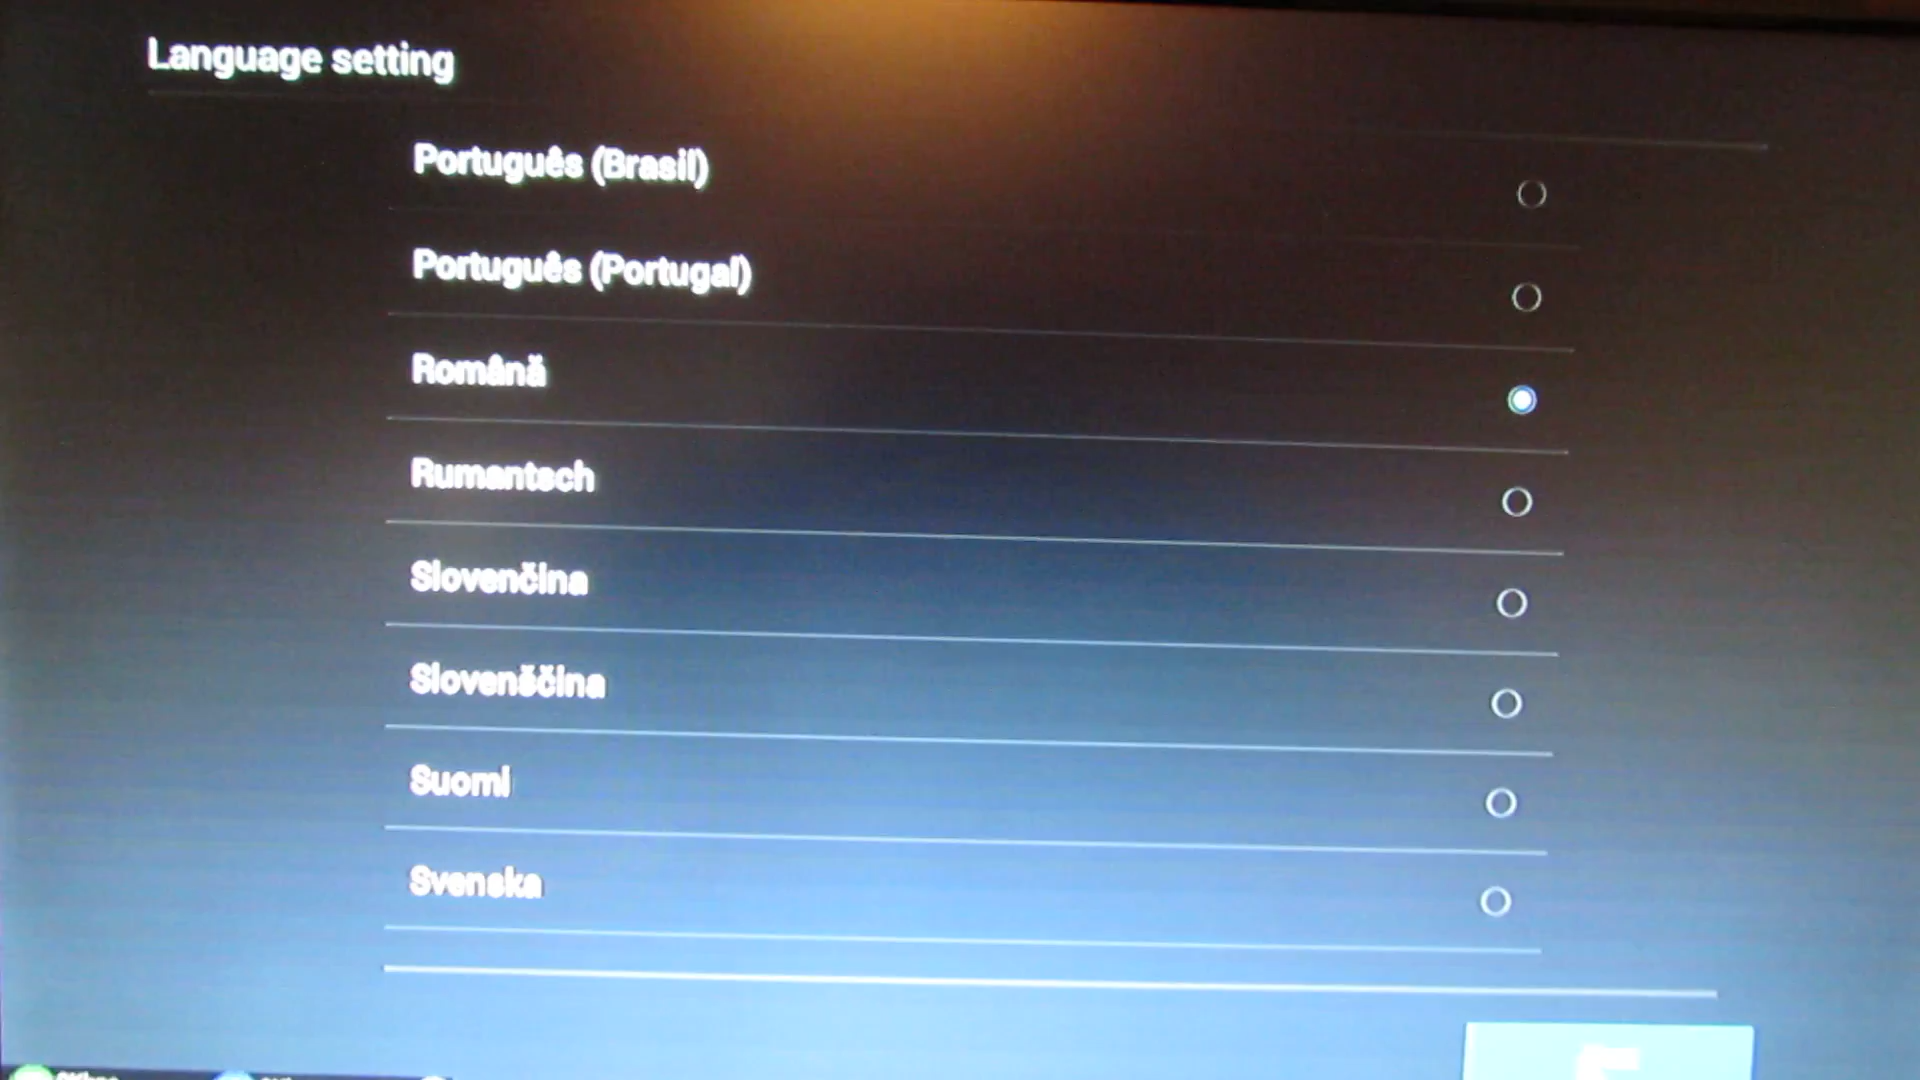 Language setting
Português (Brasil)
Português (Portugal)
Română
Rumantsch
Slovenčina
Slovenščina
Suomi
Svenska